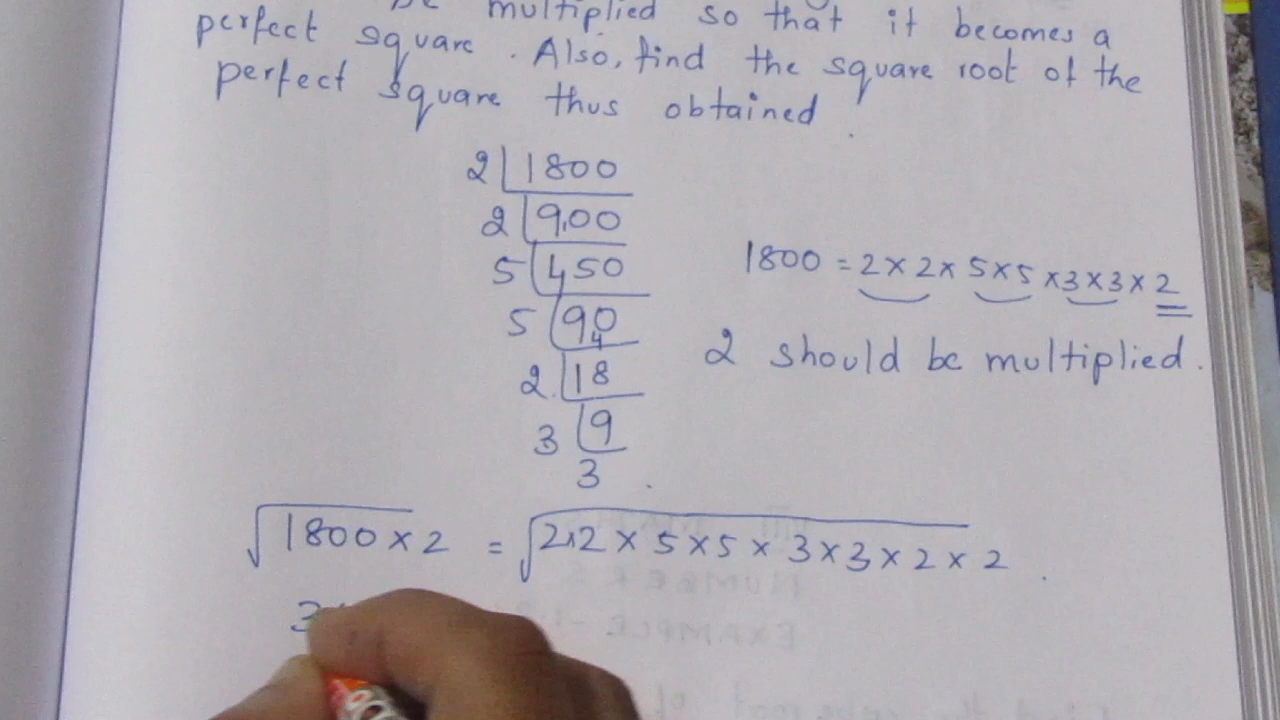 be multiplied so that it becomes a
perfect square. Also, find the square root of the
perfect square thus obtained.
2 | 1800
2 | 900
5 | 450
5 | 90
2 | 18
3 | 9
3
1800 = 2 × 2 × 5 × 5 × 3 × 3 × 2
2 should be multiplied.
√1800 × 2 = √2×2 × 5 × 5 × 3 × 3 × 2 × 2
3